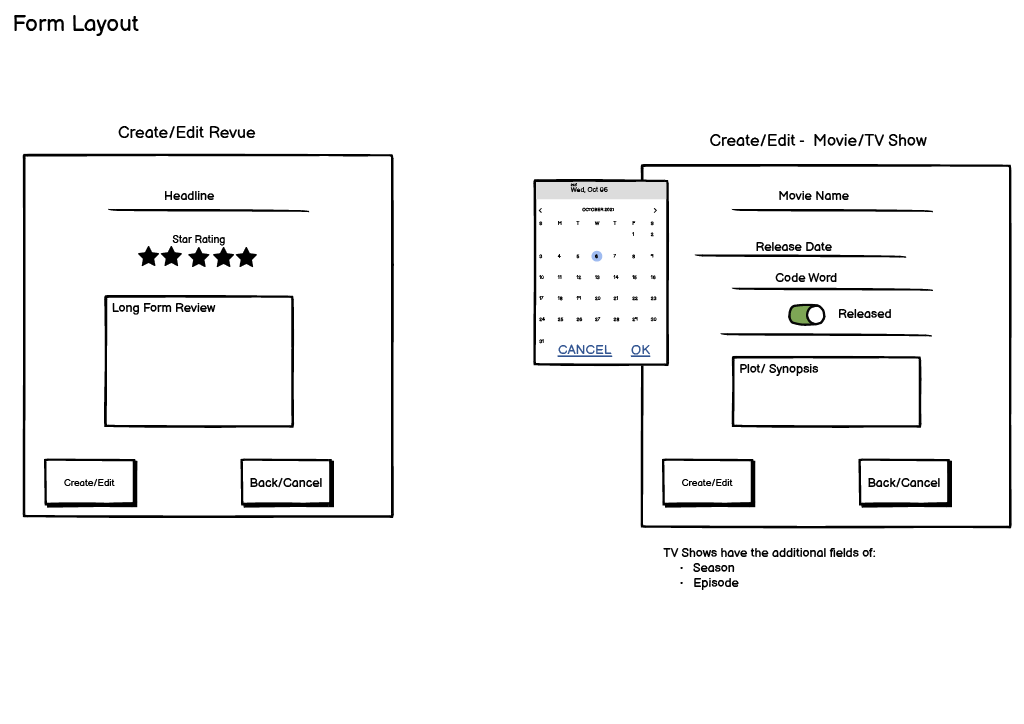 Form Layout
Create/Edit Revue
Headline
Star Rating
Long Form Review
Create/Edit
Back/Cancel
Create/Edit - Movie/TV Show
Wed, Oct 06
< OCTOBER 2021 >
S M T W T F S
1 2
3 4 5 6 7 8 9
10 11 12 13 14 15 16
17 18 19 20 21 22 23
24 25 26 27 28 29 30
31
CANCEL OK
Movie Name
Release Date
Code Word
Released
Plot/ Synopsis
Create/Edit
Back/Cancel
TV Shows have the additional fields of:
• Season
• Episode